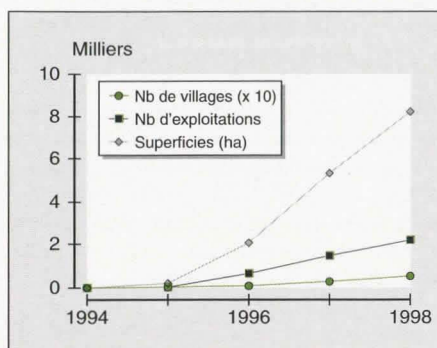 Milliers
10
Nb de villages (x 10)
8
Nb d'exploitations
Superficies (ha)
6
4
2
0
1994
1996
1998